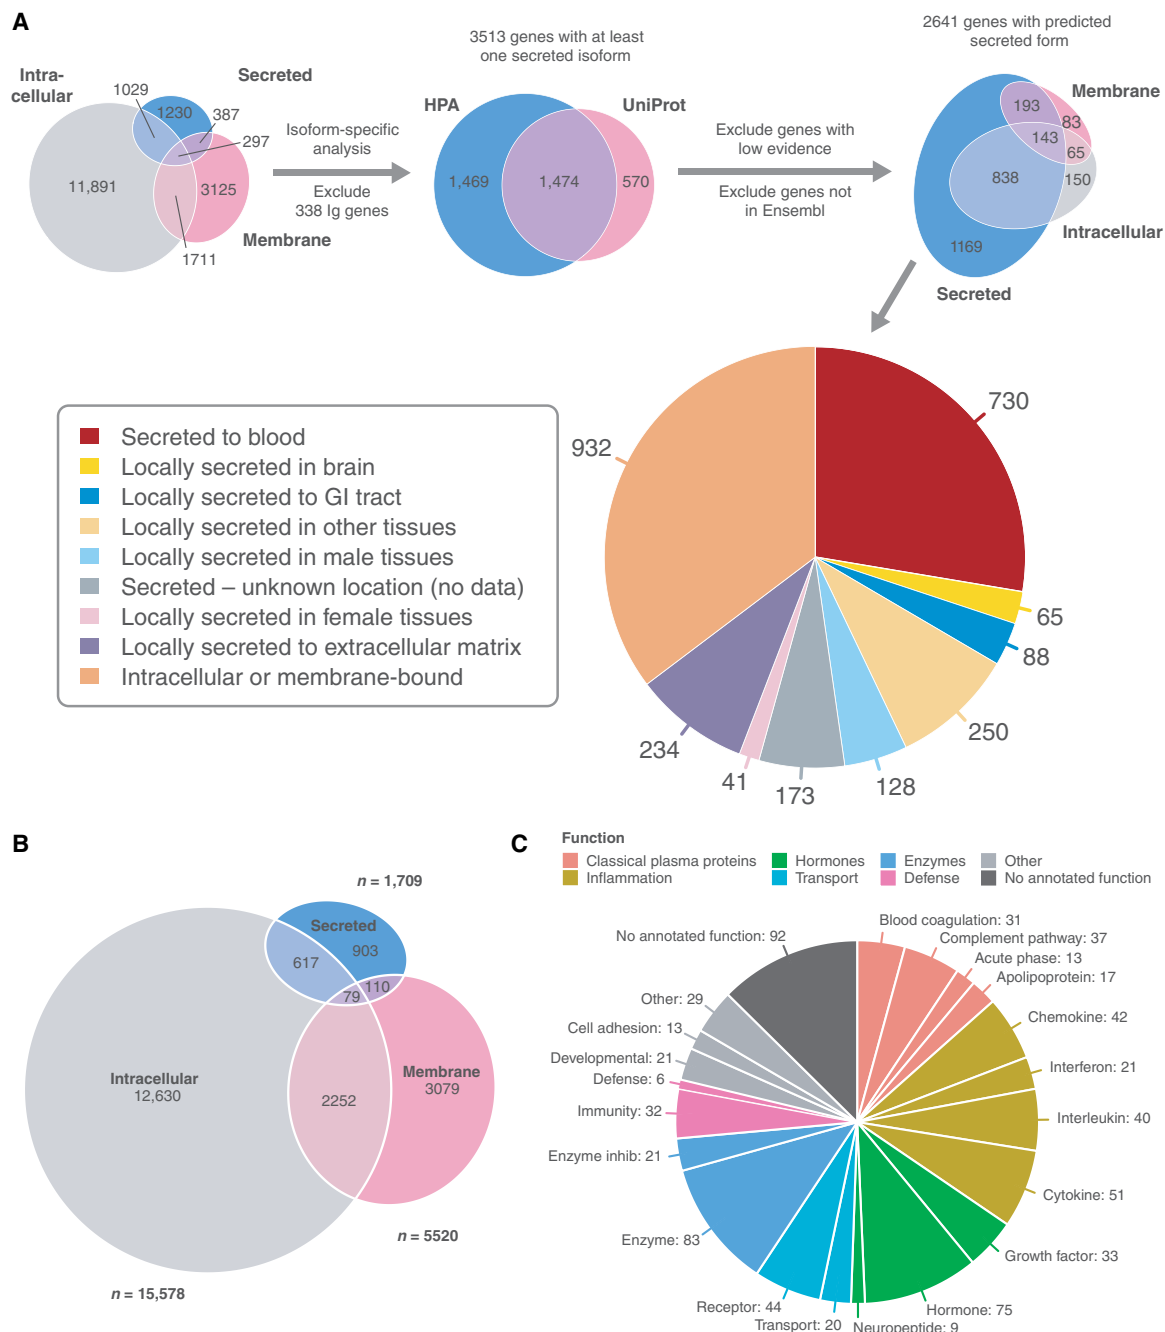 A
Intra-
cellular
1029
Secreted
1230
387
297
11,891
3125
Membrane
1711
Isoform-specific
analysis
Exclude
338 Ig genes
3513 genes with at least
one secreted isoform
HPA
UniProt
1,469
1,474
570
Exclude genes with
low evidence
Exclude genes not
in Ensembl
2641 genes with predicted
secreted form
Membrane
193
83
143
65
838
150
Intracellular
1169
Secreted
Secreted to blood
Locally secreted in brain
Locally secreted to GI tract
Locally secreted in other tissues
Locally secreted in male tissues
Secreted – unknown location (no data)
Locally secreted in female tissues
Locally secreted to extracellular matrix
Intracellular or membrane-bound
730
65
88
250
128
173
41
234
932
B
n = 1,709
Secreted
903
617
110
79
Intracellular
12,630
Membrane
3079
2252
n = 5520
n = 15,578
C
Function
Classical plasma proteins
Hormones
Enzymes
Other
Inflammation
Transport
Defense
No annotated function
Blood coagulation: 31
Complement pathway: 37
Acute phase: 13
Apolipoprotein: 17
Chemokine: 42
Interferon: 21
Interleukin: 40
Cytokine: 51
Growth factor: 33
Hormone: 75
Neuropeptide: 9
Transport: 20
Receptor: 44
Enzyme: 83
Enzyme inhib: 21
Immunity: 32
Defense: 6
Developmental: 21
Cell adhesion: 13
Other: 29
No annotated function: 92